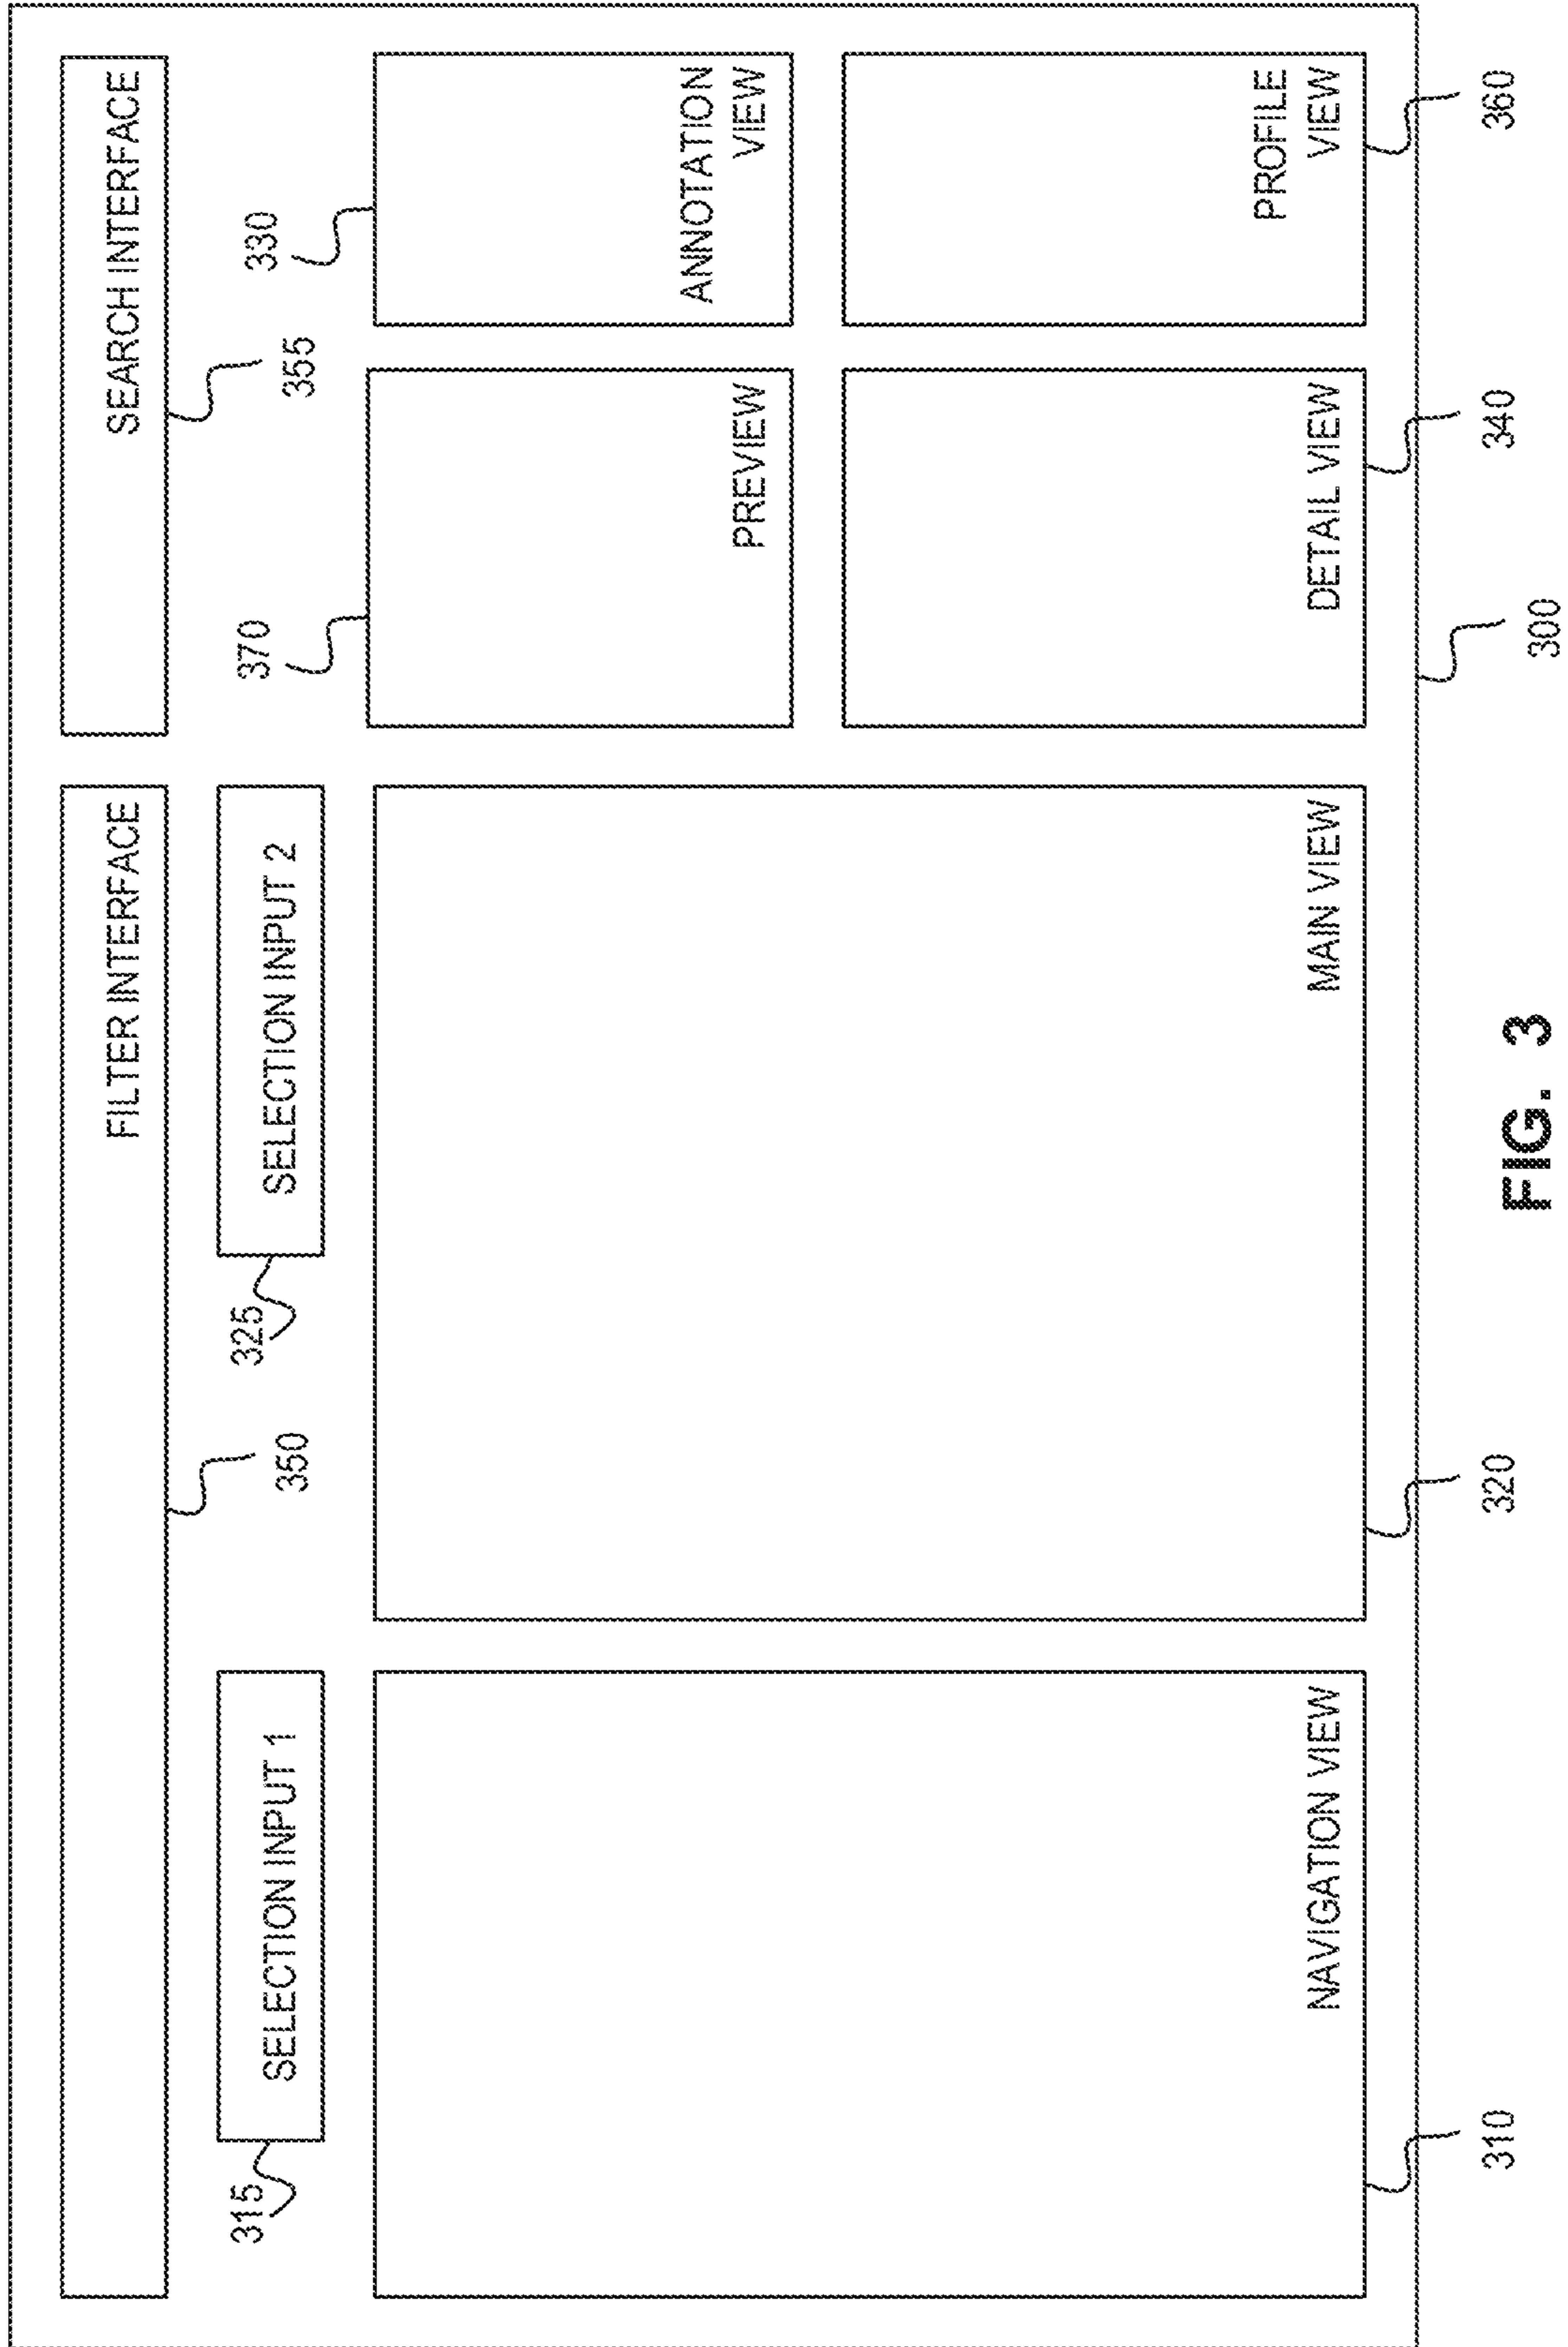 FILTER INTERFACE
SEARCH INTERFACE
350
355
315
SELECTION INPUT 1
325
SELECTION INPUT 2
370
330
PREVIEW
ANNOTATION
VIEW
NAVIGATION VIEW
MAIN VIEW
DETAIL VIEW
PROFILE
VIEW
310
320
340
360
300
FIG. 3